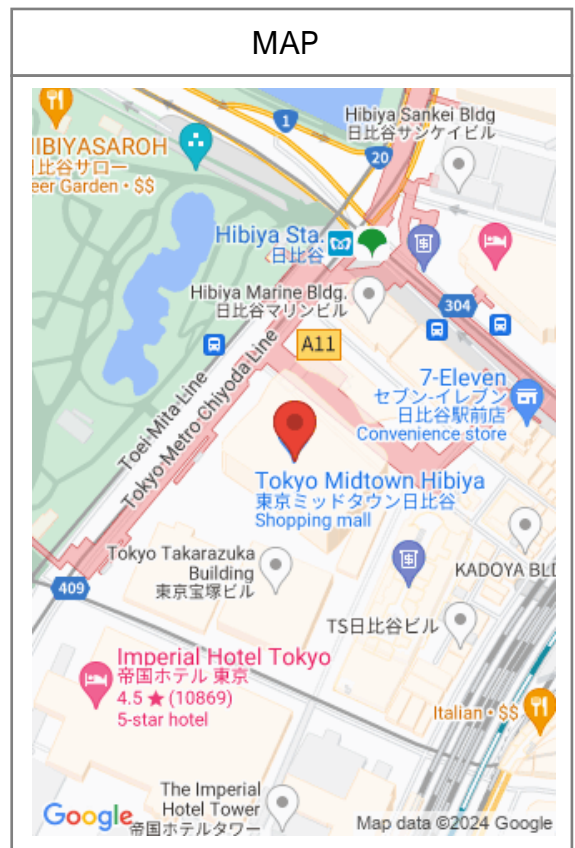 MAP
HIBIYASAROH
日比谷サロー
eer Garden • $$
1
20
Hibiya Sankei Bldg
日比谷サンケイビル
Hibiya Sta.
日比谷
Hibiya Marine Bldg.
日比谷マリンビル
304
A11
Toei Mita Line
Tokyo Metro Chiyoda Line
7-Eleven
セブン-イレブン
日比谷駅前店
Convenience store
Tokyo Midtown Hibiya
東京ミッドタウン日比谷
Shopping mall
Tokyo Takarazuka
Building
東京宝塚ビル
KADOYA BLD
409
TS日比谷ビル
Imperial Hotel Tokyo
帝国ホテル 東京
4.5 ★ (10869)
5-star hotel
Italian • $$
The Imperial
Hotel Tower
帝国ホテルタワー
Google
Map data ©2024 Google